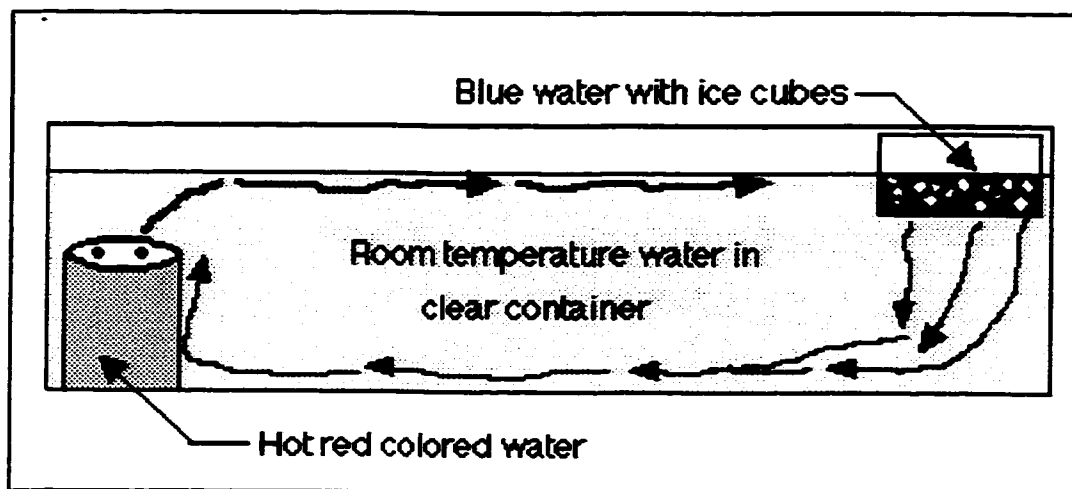 Blue water with ice cubes
Room temperature water in
clear container
Hot red colored water